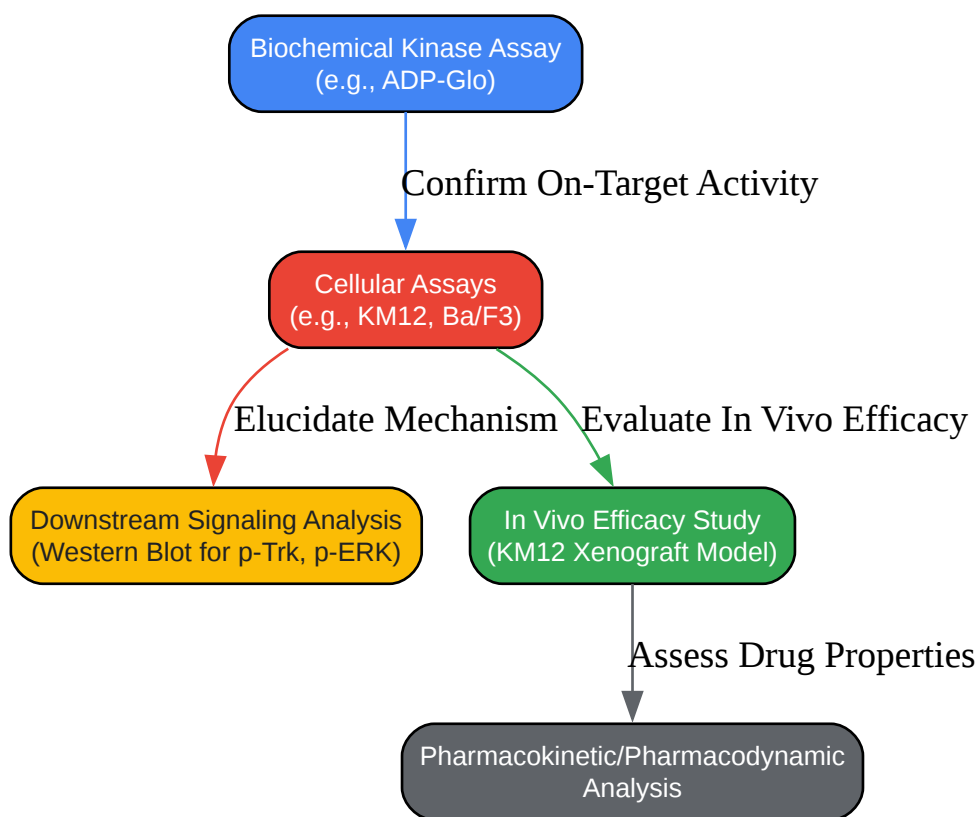 Biochemical Kinase Assay
(e.g., ADP-Glo)
Confirm On-Target Activity
Cellular Assays
(e.g., KM12, Ba/F3)
Elucidate Mechanism
Evaluate In Vivo Efficacy
Downstream Signaling Analysis
(Western Blot for p-Trk, p-ERK)
In Vivo Efficacy Study
(KM12 Xenograft Model)
Assess Drug Properties
Pharmacokinetic/Pharmacodynamic
Analysis